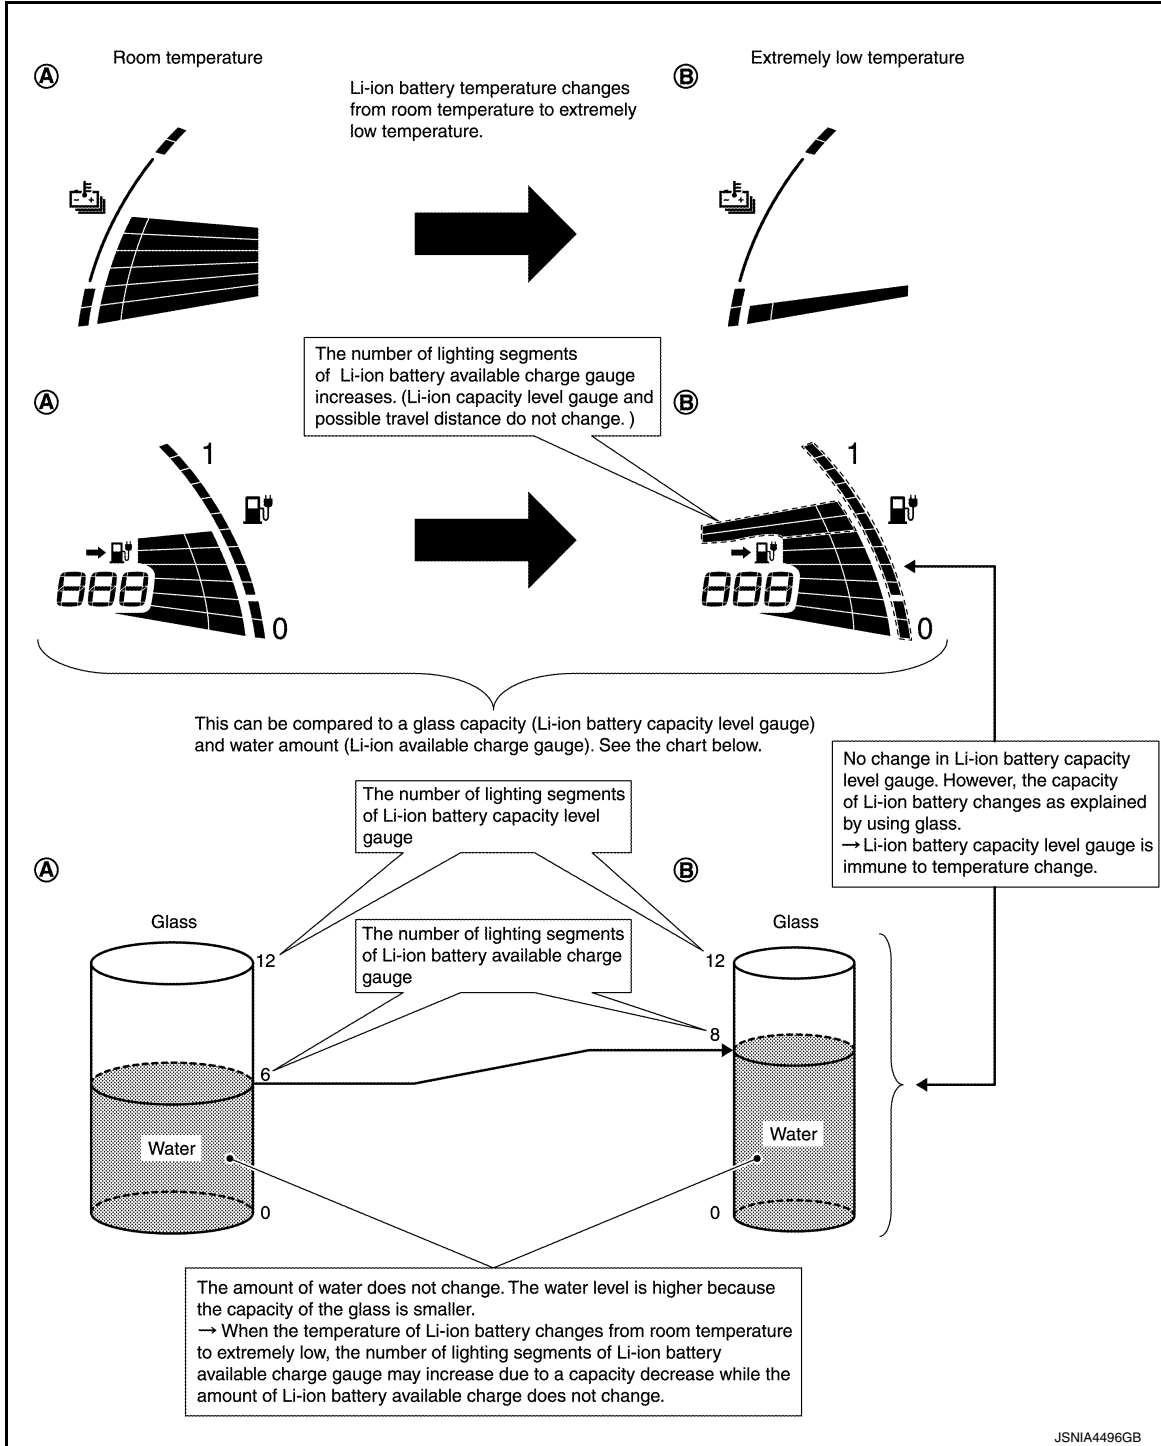 Room temperature
Extremely low temperature
A
B
Li-ion battery temperature changes
from room temperature to extremely
low temperature.
The number of lighting segments
of Li-ion battery available charge gauge
increases. (Li-ion capacity level gauge and
possible travel distance do not change. )
A
B
1
1
888
888
0
0
This can be compared to a glass capacity (Li-ion battery capacity level gauge)
and water amount (Li-ion available charge gauge). See the chart below.
No change in Li-ion battery capacity
level gauge. However, the capacity
of Li-ion battery changes as explained
by using glass.
→ Li-ion battery capacity level gauge is
immune to temperature change.
The number of lighting segments
of Li-ion battery capacity level
gauge
A
B
Glass
Glass
The number of lighting segments
of Li-ion battery available charge
gauge
12
12
8
6
Water
Water
0
0
The amount of water does not change. The water level is higher because
the capacity of the glass is smaller.
→ When the temperature of Li-ion battery changes from room temperature
to extremely low, the number of lighting segments of Li-ion battery
available charge gauge may increase due to a capacity decrease while the
amount of Li-ion battery available charge does not change.
JSNIA4496GB